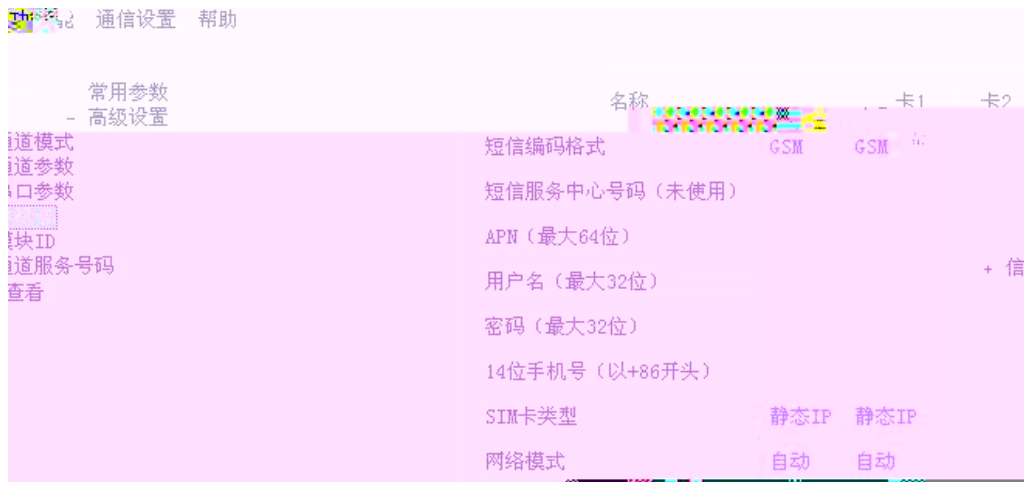 通信设置 帮助
常用参数
- 高级设置
名称 卡1 卡2
道模式
道参数
口参数
块ID
道服务号码
查看
短信编码格式 GSM GSM
短信服务中心号码（未使用）
APN（最大64位）
用户名（最大32位）
密码（最大32位）
14位手机号（以+86开头）
SIM卡类型 静态IP 静态IP
网络模式 自动 自动
+ 信